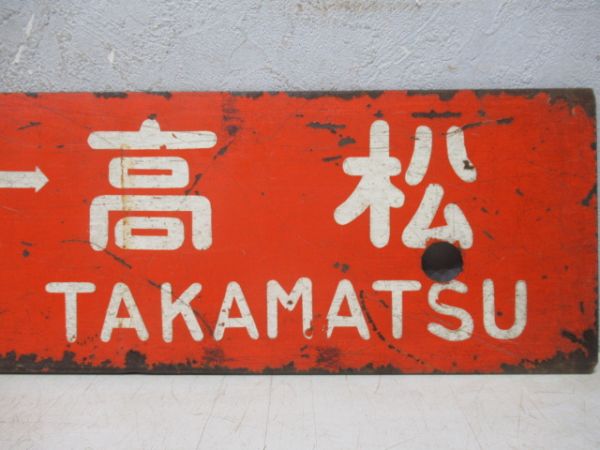 → 高松
TAKAMATSU